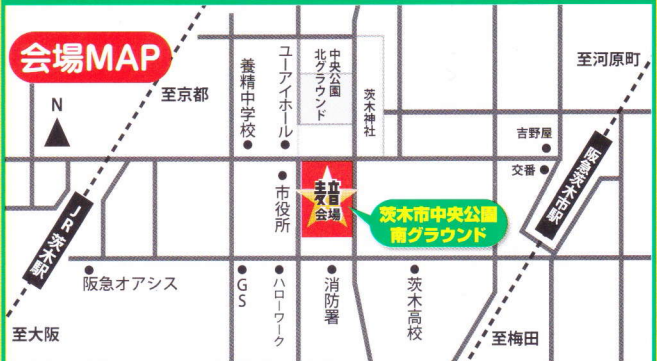 会場MAP
N
至京都
養精中学校
ユーアイホール
中央公園
北グラウンド
茨木神社
至河原町
吉野屋
交番
阪急茨木市駅
市役所
麦音
会場
茨木市中央公園
南グラウンド
JR茨木駅
阪急オアシス
GS
ハローワーク
消防署
茨木高校
至大阪
至梅田